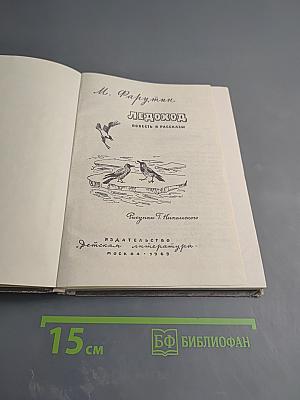 М. Фарутин
ЛЕДОХОД
ПОВЕСТЬ И РАССКАЗЫ
Рисунки Г. Никольского
ИЗДАТЕЛЬСТВО
„Детская литература“
МОСКВА · 1969
15 см
БФ БИБЛИОФАН